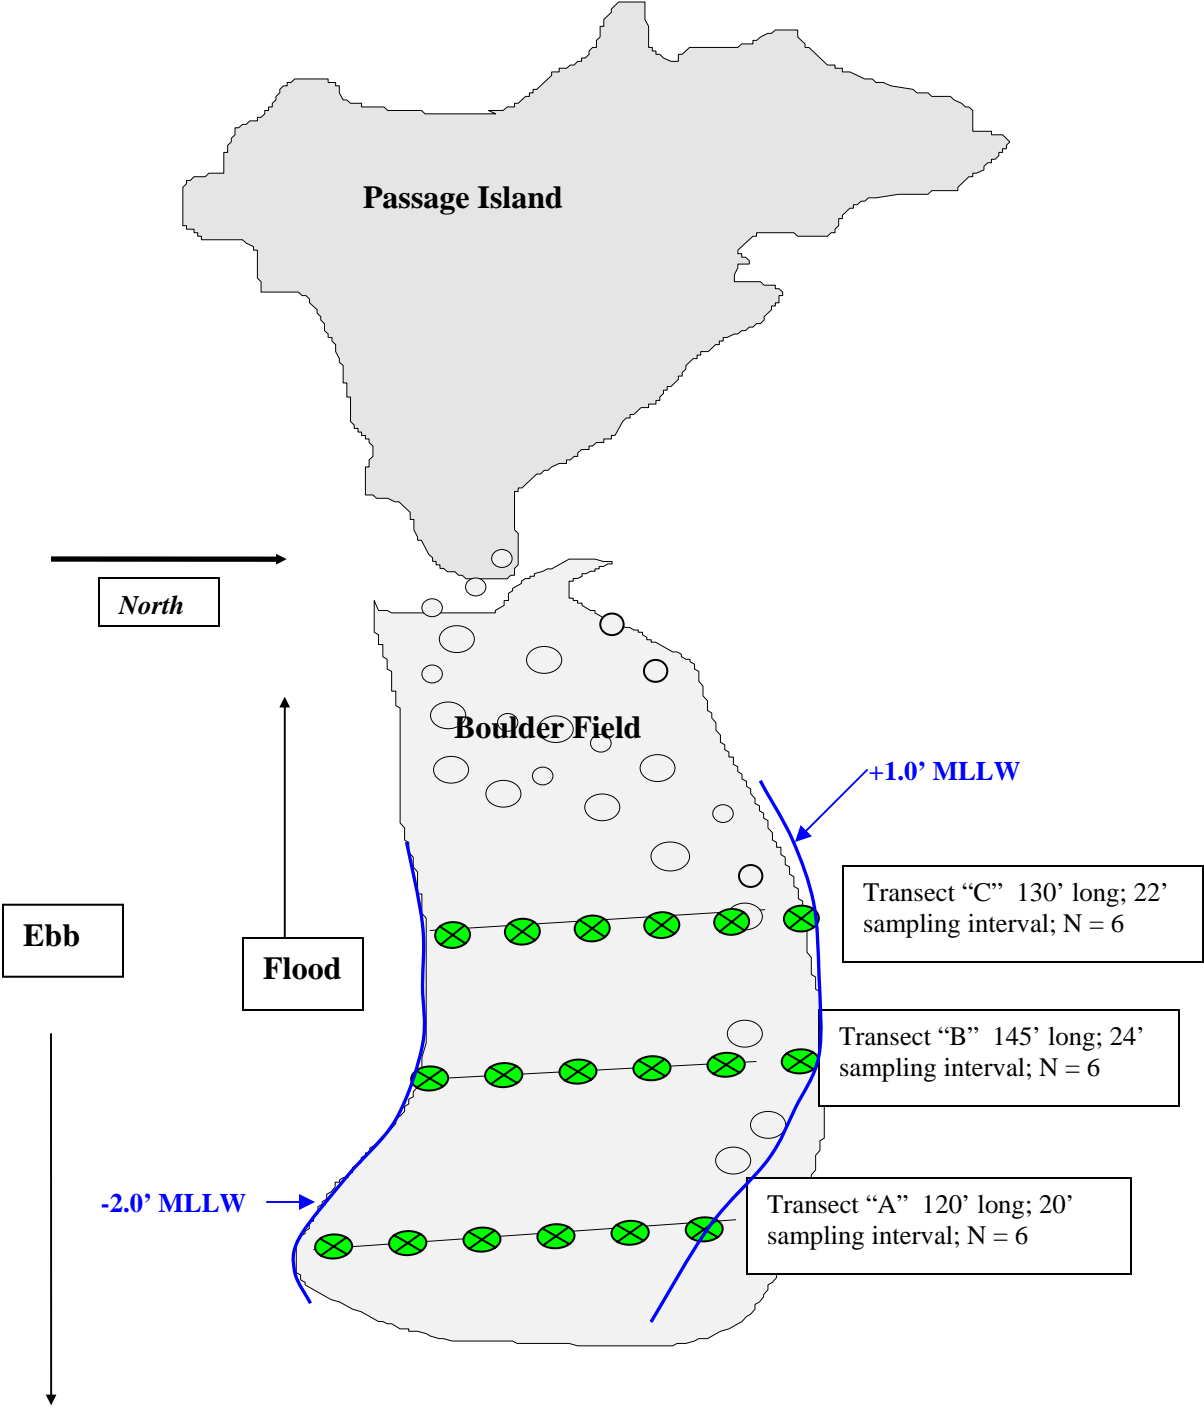 Passage Island
North
Boulder Field
+1.0’ MLLW
Transect “C” 130’ long; 22’
sampling interval; N = 6
Ebb
Flood
Transect “B” 145’ long; 24’
sampling interval; N = 6
-2.0’ MLLW
Transect “A” 120’ long; 20’
sampling interval; N = 6